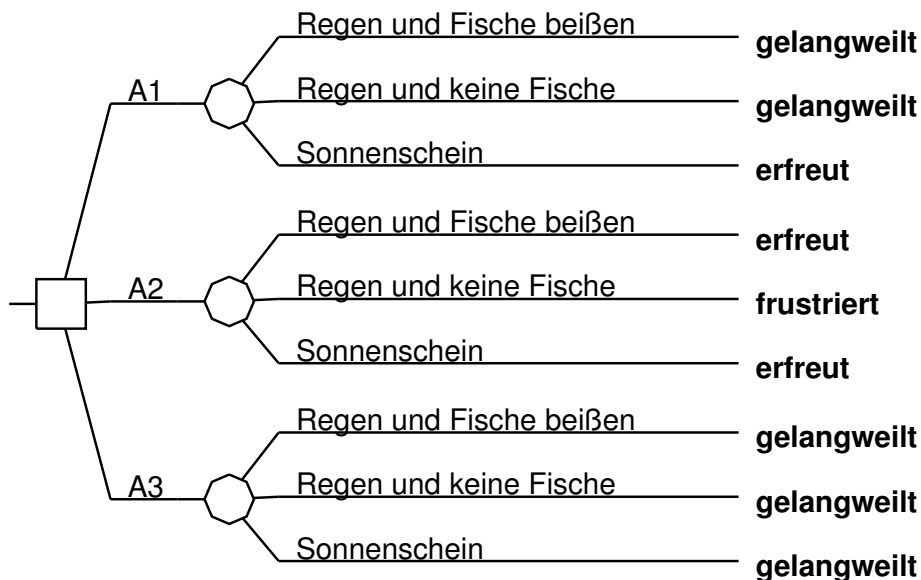 Regen und Fische beißen gelangweilt
A1 Regen und keine Fische gelangweilt
Sonnenschein erfreut
Regen und Fische beißen erfreut
A2 Regen und keine Fische frustriert
Sonnenschein erfreut
Regen und Fische beißen gelangweilt
A3 Regen und keine Fische gelangweilt
Sonnenschein gelangweilt